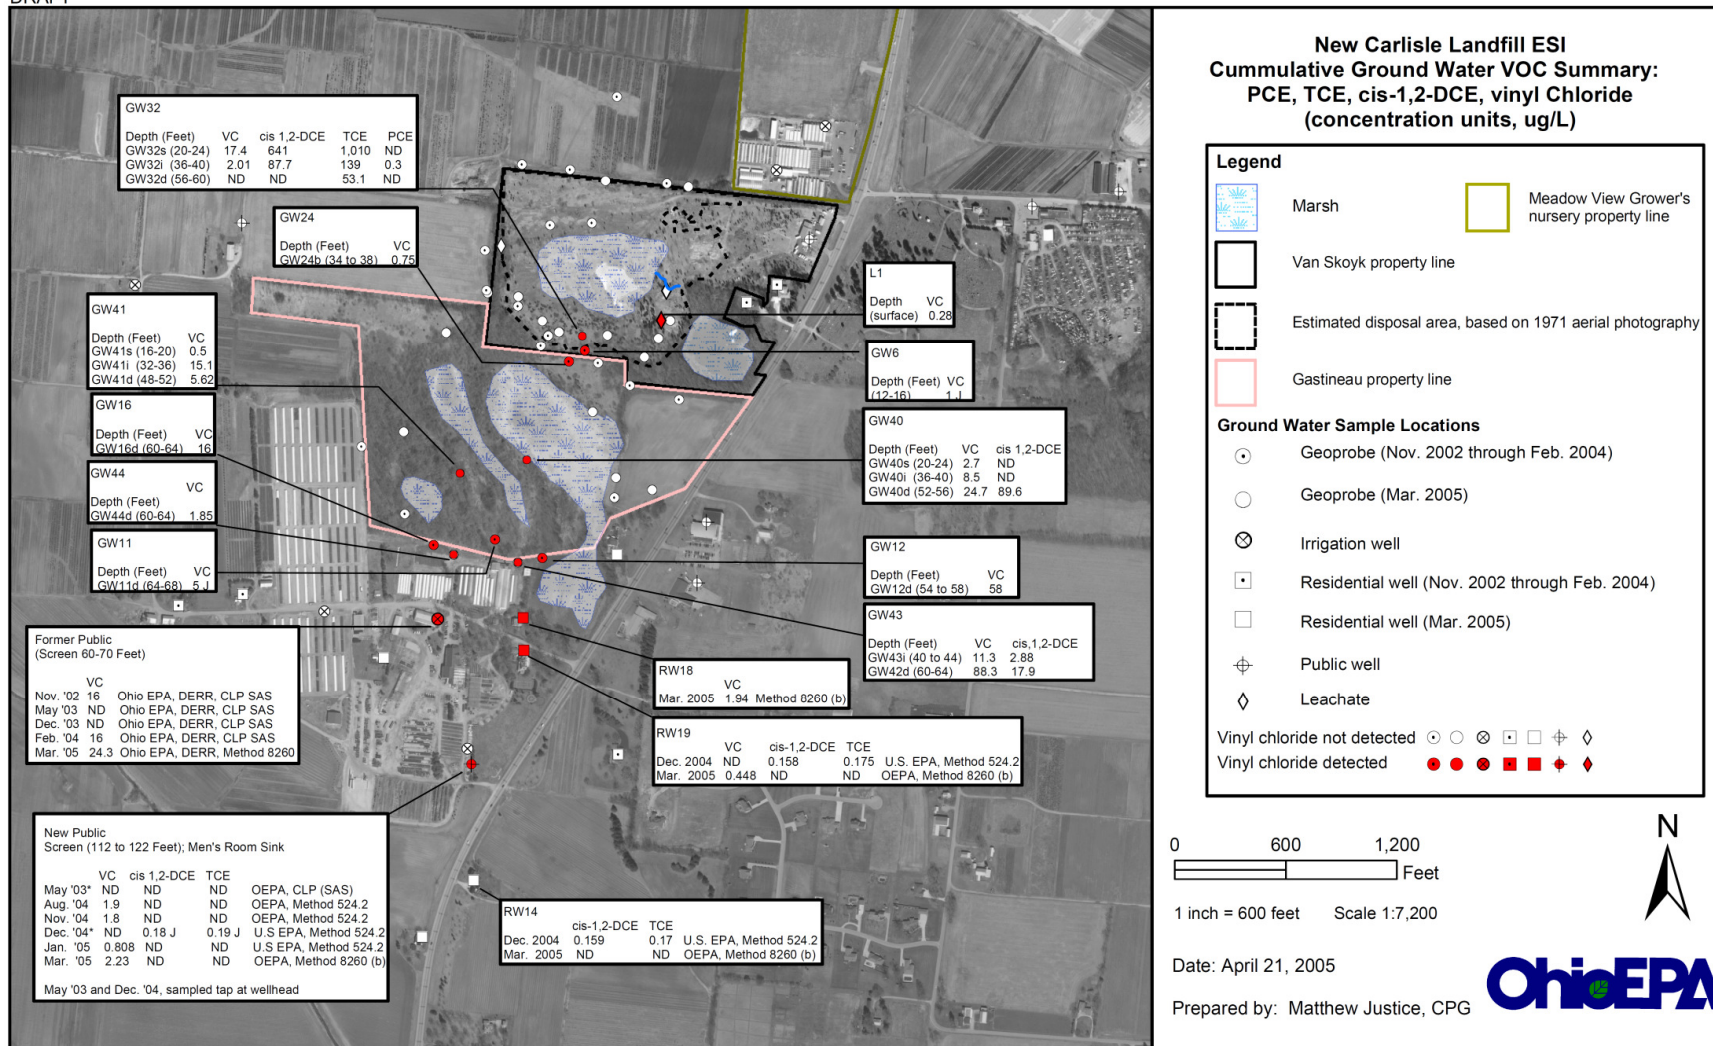 New Carlisle Landfill ESI
Cummulative Ground Water VOC Summary:
PCE, TCE, cis-1,2-DCE, vinyl Chloride
(concentration units, ug/L)
GW32
Depth (Feet) VC cis 1,2-DCE TCE PCE
GW32s (20-24) 17.4 641 1,010 ND
GW32i (36-40) 2.01 87.7 139 0.3
GW32d (56-60) ND ND 53.1 ND
GW24
Depth (Feet) VC
GW24b (34 to 38) 0.75
GW41
Depth (Feet) VC
GW41s (16-20) 0.5
GW41i (32-36) 15.1
GW41d (48-52) 5.62
GW16
Depth (Feet) VC
GW16d (60-64) 16
GW44
VC
Depth (Feet)
GW44d (60-64) 1.85
GW11
Depth (Feet) VC
GW11d (64-68) 5 J
Former Public
(Screen 60-70 Feet)
VC
Nov. '02 16 Ohio EPA, DERR, CLP SAS
May '03 ND Ohio EPA, DERR, CLP SAS
Dec. '03 ND Ohio EPA, DERR, CLP SAS
Feb. '04 16 Ohio EPA, DERR, CLP SAS
Mar. '05 24.3 Ohio EPA, DERR, Method 8260
New Public
Screen (112 to 122 Feet); Men's Room Sink
VC cis 1,2-DCE TCE
May '03* ND ND ND OEPA, CLP (SAS)
Aug. '04 1.9 ND ND OEPA, Method 524.2
Nov. '04 1.8 ND ND OEPA, Method 524.2
Dec. '04* ND 0.18 J 0.19 J U.S EPA, Method 524.2
Jan. '05 0.808 ND ND U.S EPA, Method 524.2
Mar. '05 2.23 ND ND OEPA, Method 8260 (b)
May '03 and Dec. '04, sampled tap at wellhead
L1
Depth VC
(surface) 0.28
GW6
Depth (Feet) VC
(12-16) 1 J
GW40
Depth (Feet) VC cis 1,2-DCE
GW40s (20-24) 2.7 ND
GW40i (36-40) 8.5 ND
GW40d (52-56) 24.7 89.6
GW12
Depth (Feet) VC
GW12d (54 to 58) 58
GW43
Depth (Feet) VC cis,1,2-DCE
GW43i (40 to 44) 11.3 2.88
GW42d (60-64) 88.3 17.9
RW18
VC
Mar. 2005 1.94 Method 8260 (b)
RW19
VC cis-1,2-DCE TCE
Dec. 2004 ND 0.158 0.175 U.S. EPA, Method 524.2
Mar. 2005 0.448 ND ND OEPA, Method 8260 (b)
RW14
cis-1,2-DCE TCE
Dec. 2004 0.159 0.17 U.S. EPA, Method 524.2
Mar. 2005 ND ND OEPA, Method 8260 (b)
Legend
Marsh
Meadow View Grower's
nursery property line
Van Skoyk property line
Estimated disposal area, based on 1971 aerial photography
Gastineau property line
Ground Water Sample Locations
Geoprobe (Nov. 2002 through Feb. 2004)
Geoprobe (Mar. 2005)
Irrigation well
Residential well (Nov. 2002 through Feb. 2004)
Residential well (Mar. 2005)
Public well
Leachate
Vinyl chloride not detected
Vinyl chloride detected
0 600 1,200
Feet
1 inch = 600 feet Scale 1:7,200
N
Date: April 21, 2005
Prepared by: Matthew Justice, CPG
OhioEPA